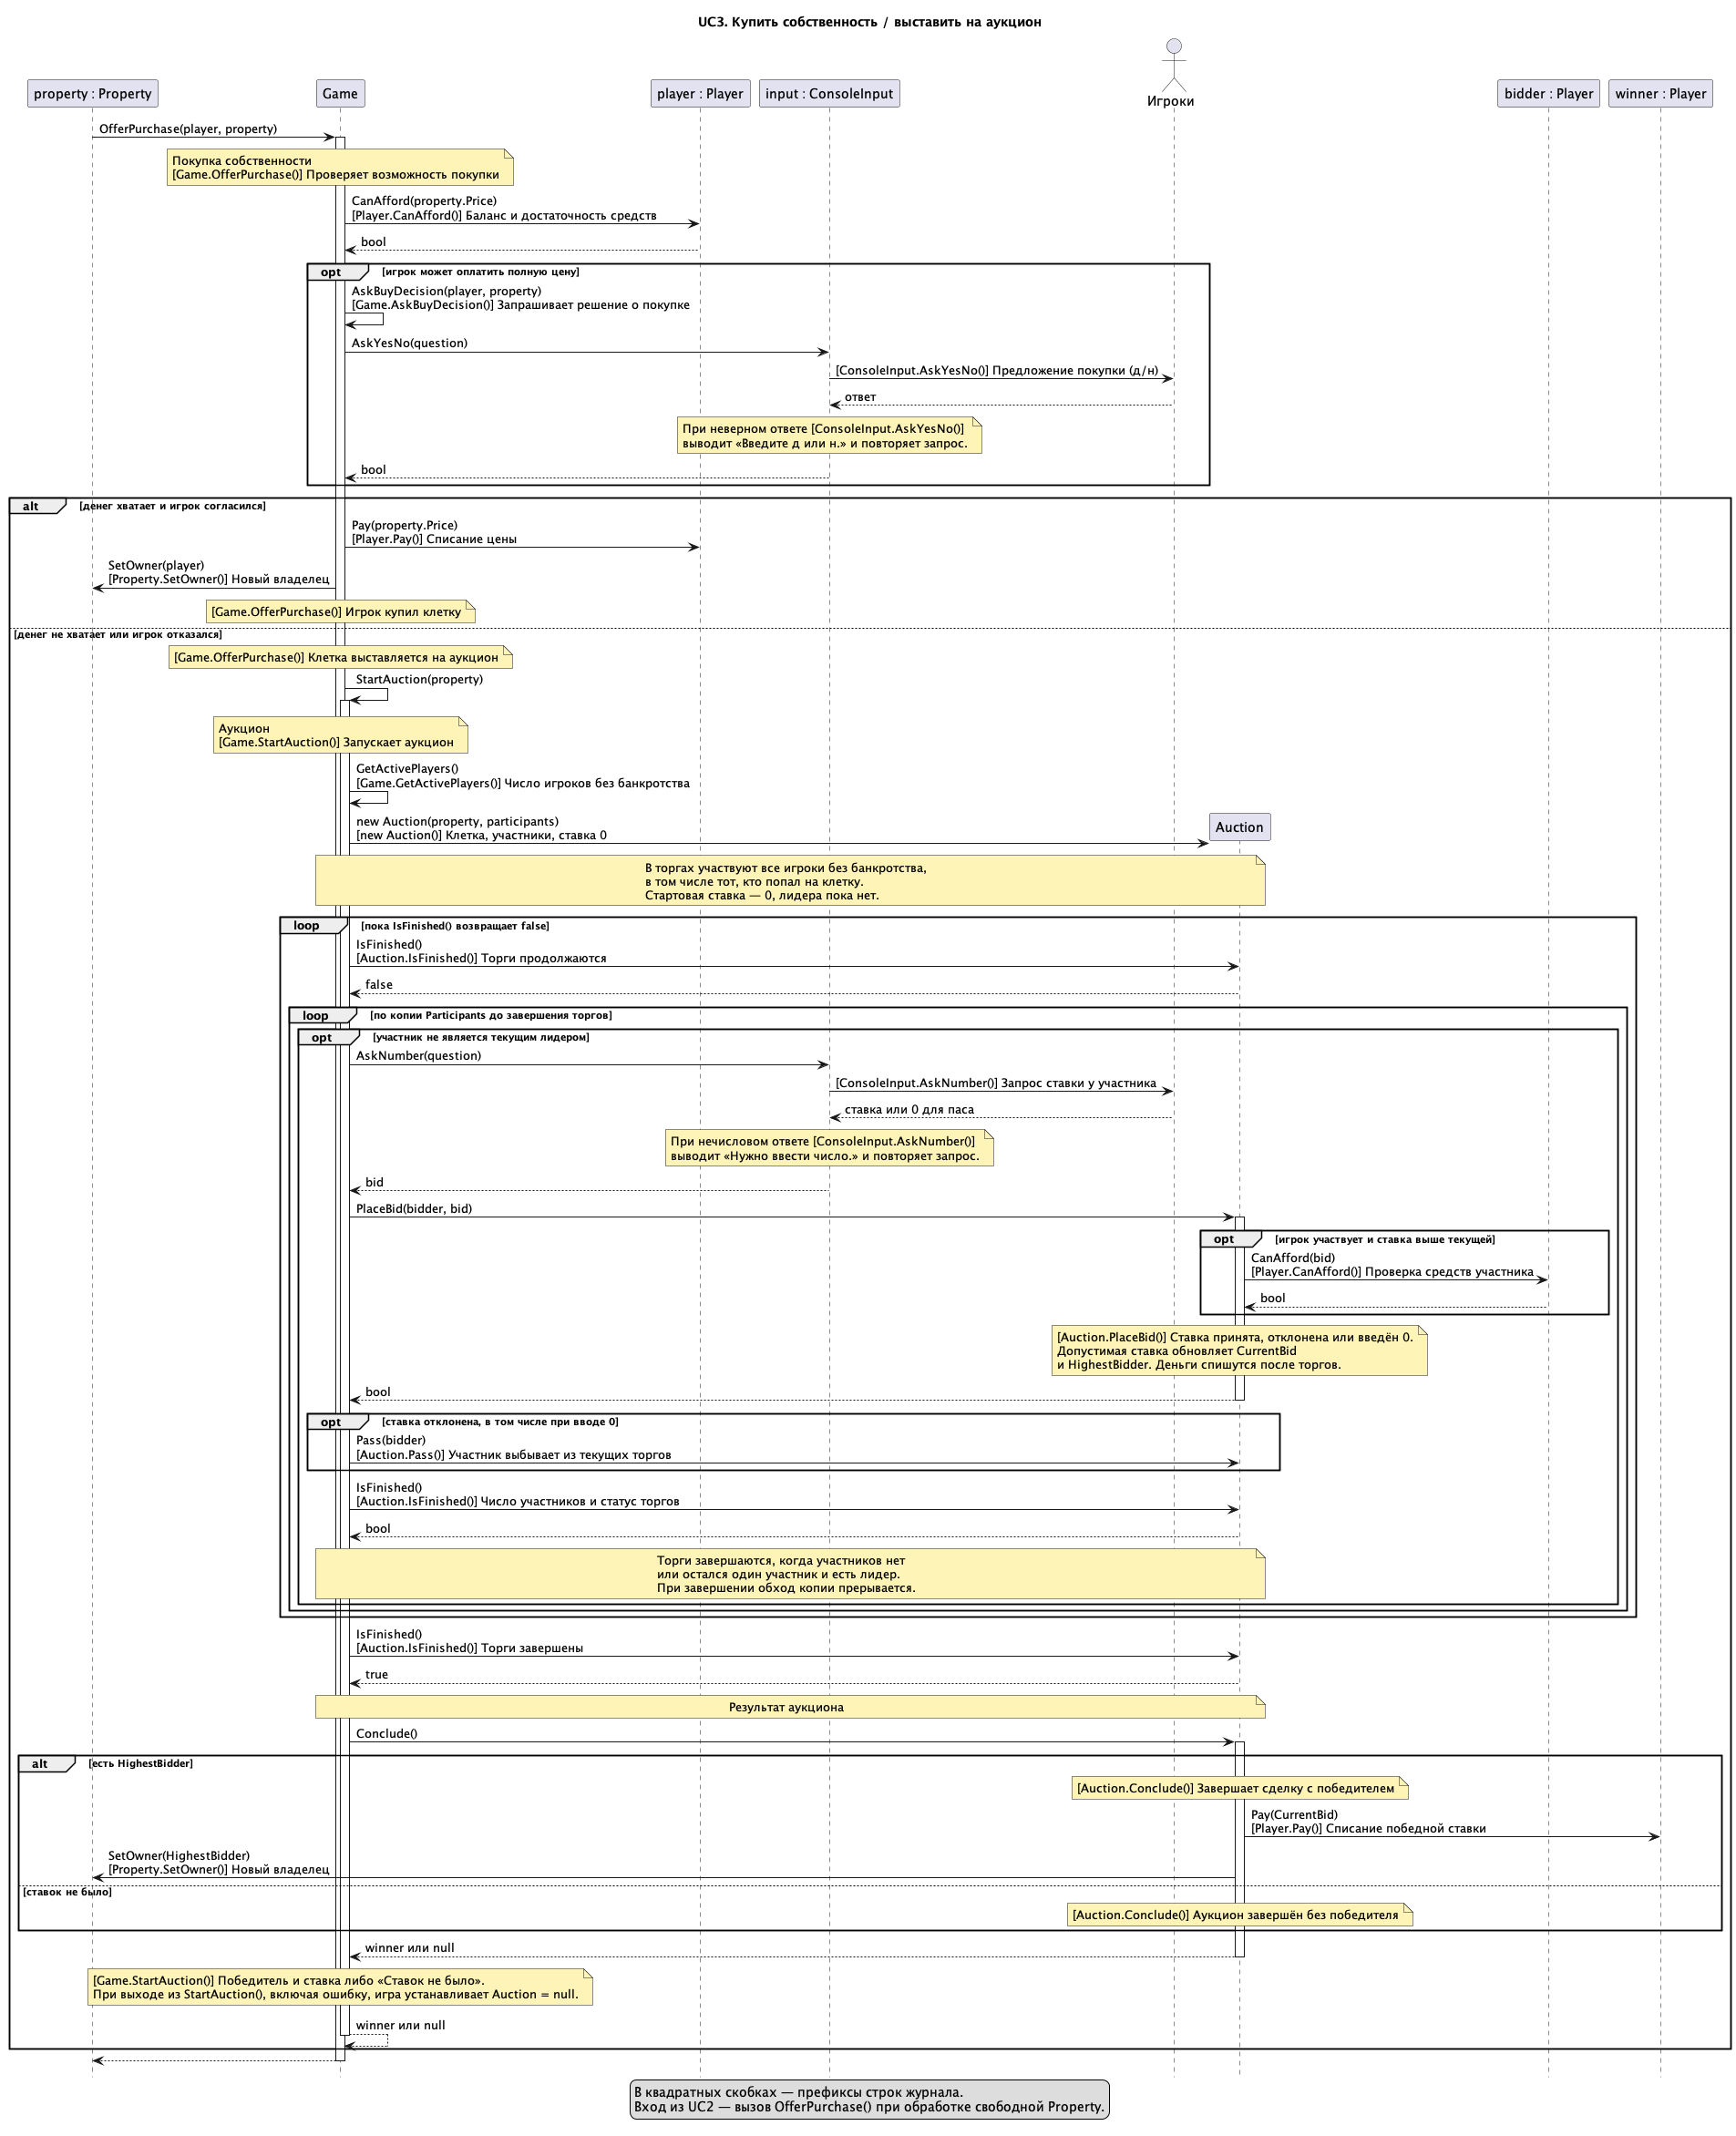 UC3. Купить собственность / выставить на аукцион
property : Property
Game
player : Player
input : ConsoleInput
Игроки
bidder : Player
winner : Player
OfferPurchase(player, property)
Покупка собственности
[Game.OfferPurchase()] Проверяет возможность покупки
CanAfford(property.Price)
[Player.CanAfford()] Баланс и достаточность средств
bool
opt [игрок может оплатить полную цену]
AskBuyDecision(player, property)
[Game.AskBuyDecision()] Запрашивает решение о покупке
AskYesNo(question)
[ConsoleInput.AskYesNo()] Предложение покупки (д/н)
ответ
При неверном ответе [ConsoleInput.AskYesNo()]
выводит «Введите д или н.» и повторяет запрос.
bool
alt [денег хватает и игрок согласился]
Pay(property.Price)
[Player.Pay()] Списание цены
SetOwner(player)
[Property.SetOwner()] Новый владелец
[Game.OfferPurchase()] Игрок купил клетку
[денег не хватает или игрок отказался]
[Game.OfferPurchase()] Клетка выставляется на аукцион
StartAuction(property)
Аукцион
[Game.StartAuction()] Запускает аукцион
GetActivePlayers()
[Game.GetActivePlayers()] Число игроков без банкротства
new Auction(property, participants)
[new Auction()] Клетка, участники, ставка 0
Auction
В торгах участвуют все игроки без банкротства,
в том числе тот, кто попал на клетку.
Стартовая ставка — 0, лидера пока нет.
loop [пока IsFinished() возвращает false]
IsFinished()
[Auction.IsFinished()] Торги продолжаются
false
loop [по копии Participants до завершения торгов]
opt [участник не является текущим лидером]
AskNumber(question)
[ConsoleInput.AskNumber()] Запрос ставки у участника
ставка или 0 для паса
При нечисловом ответе [ConsoleInput.AskNumber()]
выводит «Нужно ввести число.» и повторяет запрос.
bid
PlaceBid(bidder, bid)
opt [игрок участвует и ставка выше текущей]
CanAfford(bid)
[Player.CanAfford()] Проверка средств участника
bool
[Auction.PlaceBid()] Ставка принята, отклонена или введён 0.
Допустимая ставка обновляет CurrentBid
и HighestBidder. Деньги спишутся после торгов.
bool
opt [ставка отклонена, в том числе при вводе 0]
Pass(bidder)
[Auction.Pass()] Участник выбывает из текущих торгов
IsFinished()
[Auction.IsFinished()] Число участников и статус торгов
bool
Торги завершаются, когда участников нет
или остался один участник и есть лидер.
При завершении обход копии прерывается.
IsFinished()
[Auction.IsFinished()] Торги завершены
true
Результат аукциона
Conclude()
alt [есть HighestBidder]
[Auction.Conclude()] Завершает сделку с победителем
Pay(CurrentBid)
[Player.Pay()] Списание победной ставки
SetOwner(HighestBidder)
[Property.SetOwner()] Новый владелец
[ставок не было]
[Auction.Conclude()] Аукцион завершён без победителя
winner или null
[Game.StartAuction()] Победитель и ставка либо «Ставок не было».
При выходе из StartAuction(), включая ошибку, игра устанавливает Auction = null.
winner или null
В квадратных скобках — префиксы строк журнала.
Вход из UC2 — вызов OfferPurchase() при обработке свободной Property.